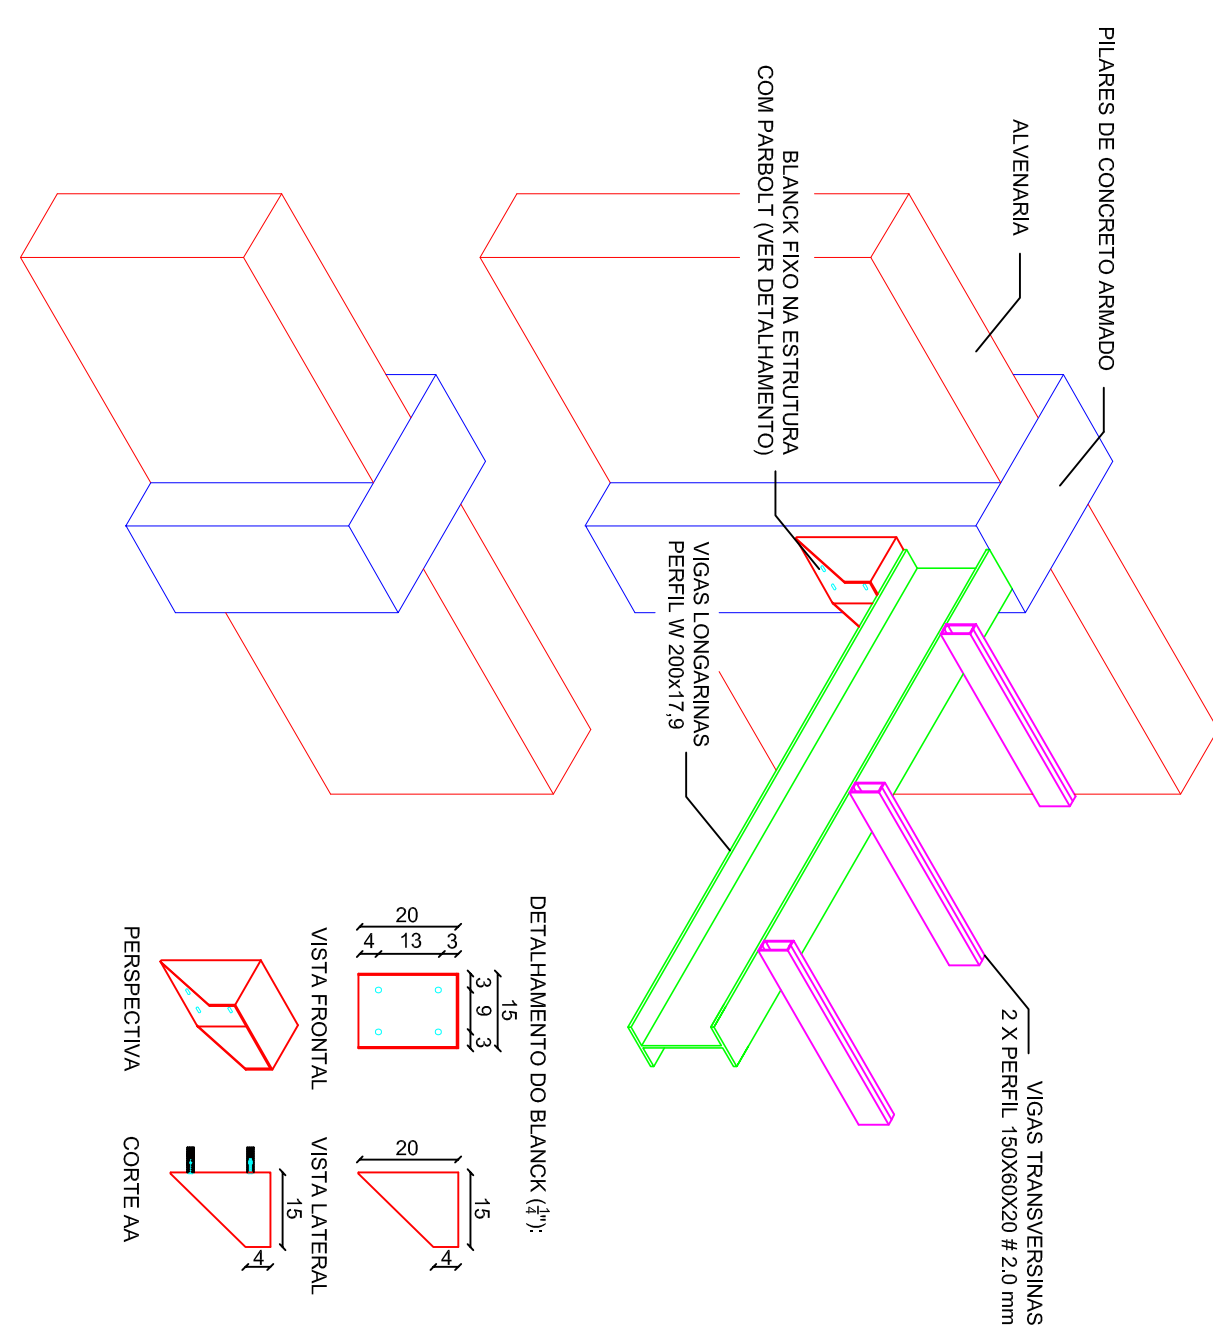 PILARES DE CONCRETO ARMADO
ALVENARIA
BLANCK FIXO NA ESTRUTURA
COM PARBOLT (VER DETALHAMENTO)
VIGAS LONGARINAS
PERFIL W 200x17,9
VIGAS TRANSVERSINAS
2 X PERFIL 150X60X20 # 2.0 mm
DETALHAMENTO DO BLANCK (1/4"):
15
3 9 3
20
4 13 3
VISTA FRONTAL
15
20
4
VISTA LATERAL
PERSPECTIVA
15
4
CORTE AA